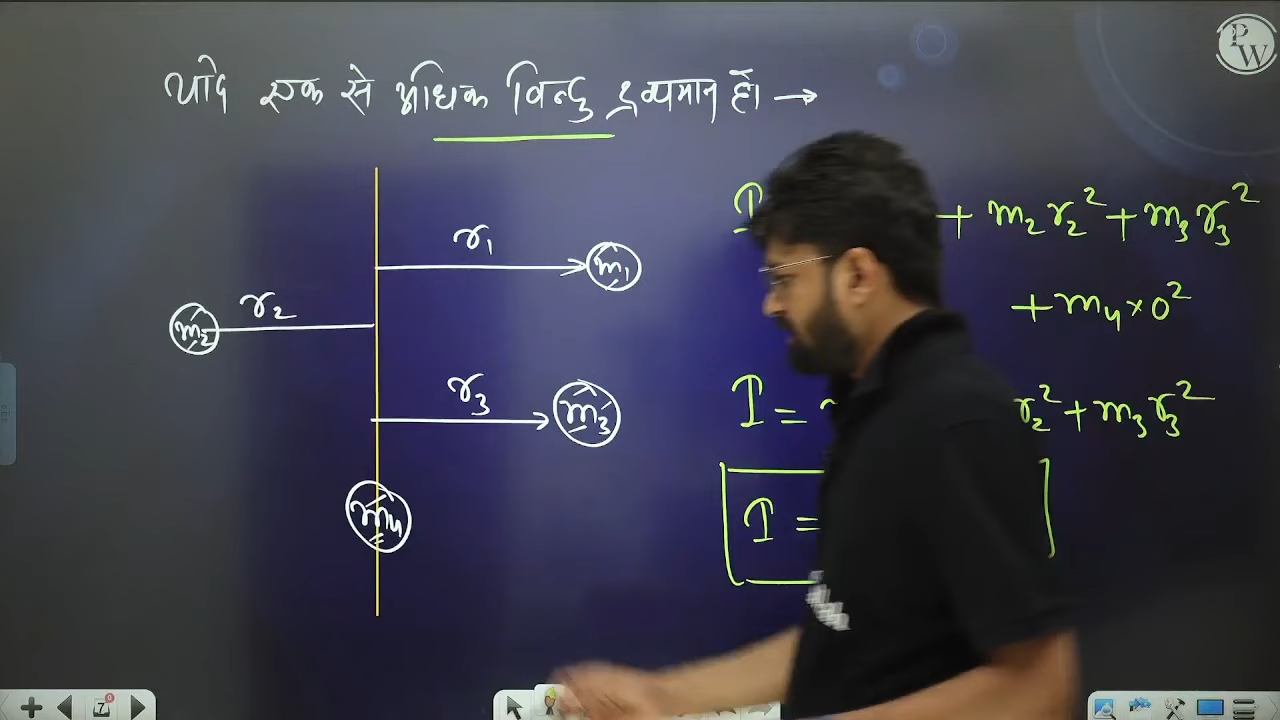 यदि एक से अधिक बिन्दु द्रव्यमान हों →
PW
I + m₂r₂² + m₃r₃²
r₁ m₁
+ m₄×0²
m₂ r₂
r₃ m₃
I = r₂² + m₃r₃²
m₄
I =